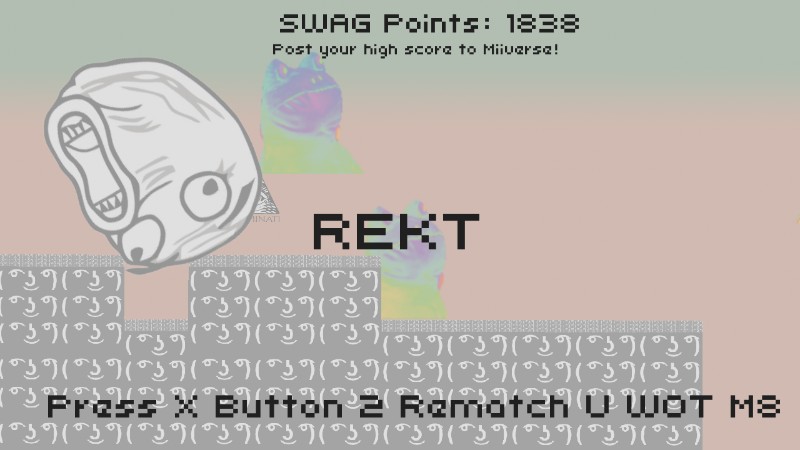 SWAG Points: 1838
Post your high score to Miiverse!
REKT
Press X Button 2 Rematch U WOT M8